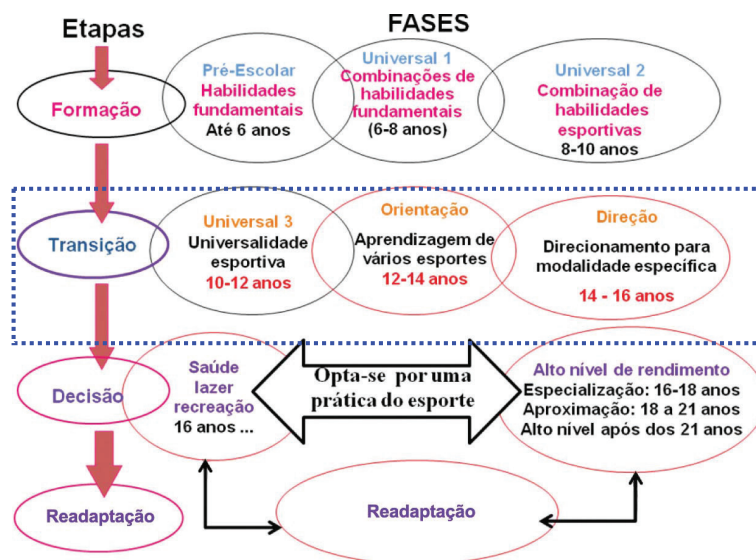 Etapas
FASES
Formação
Pré-Escolar
Habilidades
fundamentais
Até 6 anos
Universal 1
Combinações de
habilidades
fundamentais
(6-8 anos)
Universal 2
Combinação de
habilidades
esportivas
8-10 anos
Transição
Universal 3
Universalidade
esportiva
10-12 anos
Orientação
Aprendizagem de
vários esportes
12-14 anos
Direção
Direcionamento para
modalidade específica
14 - 16 anos
Decisão
Saúde
lazer
recreação
16 anos ...
Opta-se por uma
prática do esporte
Alto nível de rendimento
Especialização: 16-18 anos
Aproximação: 18 a 21 anos
Alto nível após dos 21 anos
Readaptação
Readaptação